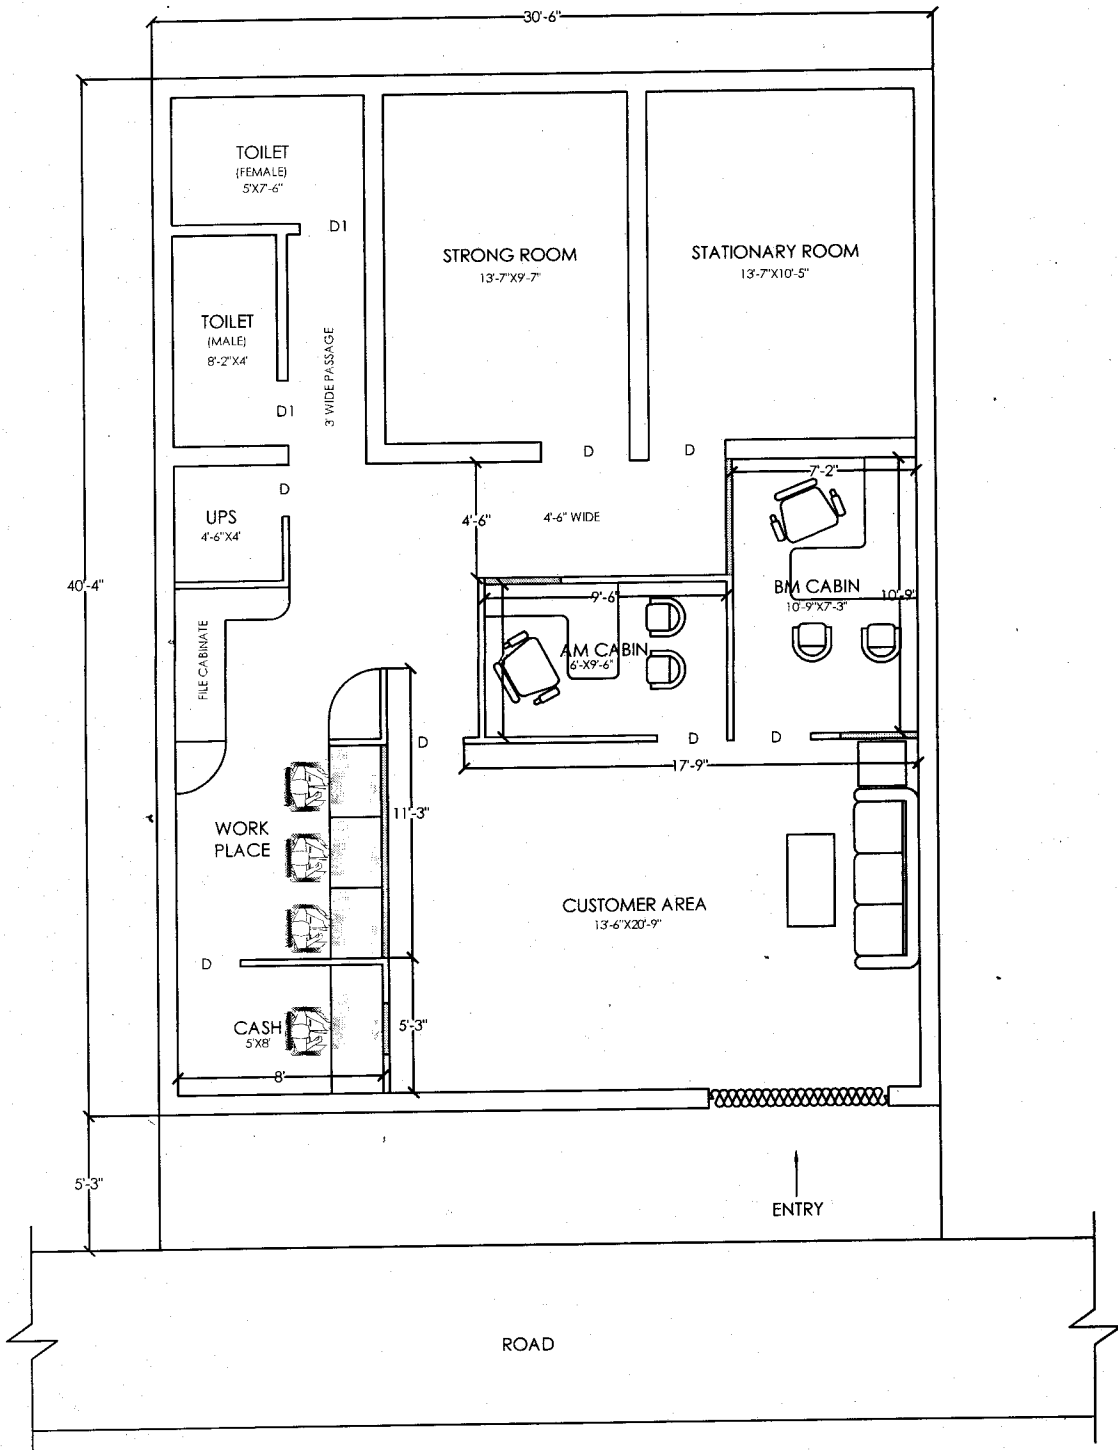 30'-6"
TOILET
(FEMALE)
5'X7'-6"
D1
STRONG ROOM
13'-7"X9'-7"
STATIONARY ROOM
13'-7"X10'-5"
TOILET
(MALE)
8'-2"X4'
3' WIDE PASSAGE
D1
D
D
7'-2"
D
UPS
4'-6"X4'
4'-6"
4'-6" WIDE
40'-4"
BM CABIN
10'-9"X7'-3"
10'-9"
9'-6"
AM CABIN
6'X9'-6"
FILE CABINATE
D
D
D
17'-9"
11'-3"
WORK
PLACE
CUSTOMER AREA
13'-6"X20'-9"
D
CASH
5'X8'
5'-3"
8'
5'-3"
ENTRY
ROAD